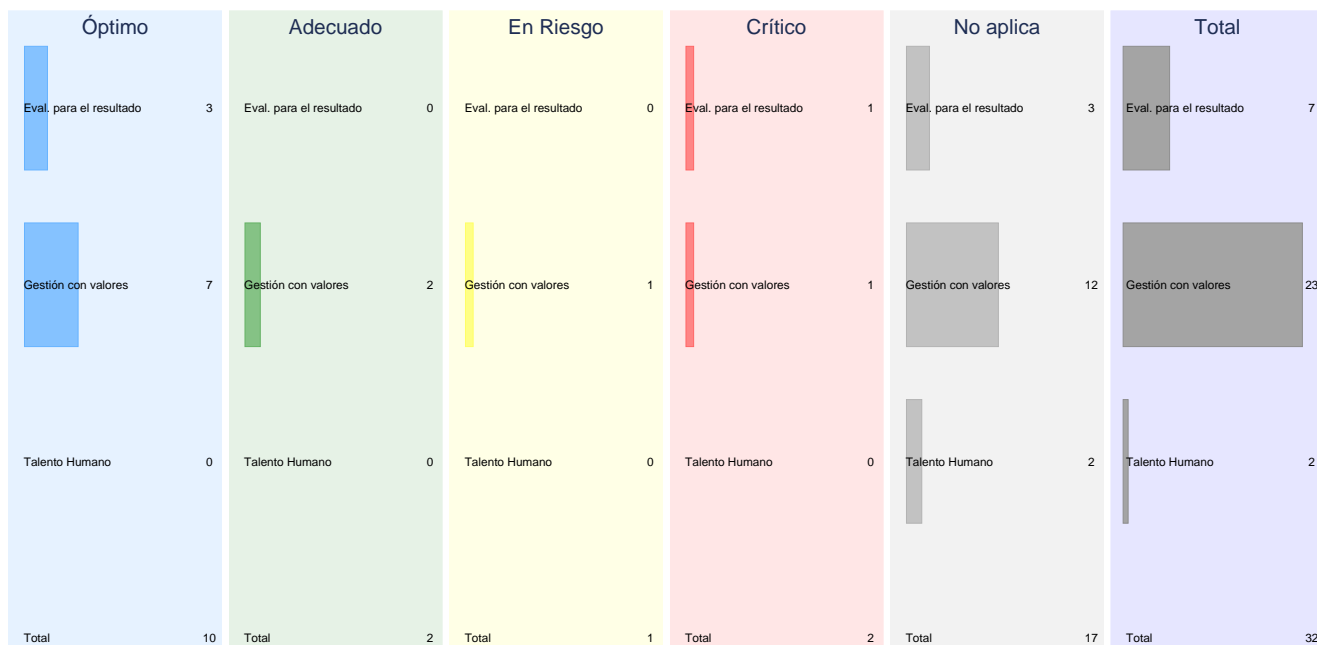 Óptimo Adecuado En Riesgo Crítico No aplica Total
Eval. para el resultado 3 Eval. para el resultado 0 Eval. para el resultado 0 Eval. para el resultado 1 Eval. para el resultado 3 Eval. para el resultado 7
Gestión con valores 7 Gestión con valores 2 Gestión con valores 1 Gestión con valores 1 Gestión con valores 12 Gestión con valores 23
Talento Humano 0 Talento Humano 0 Talento Humano 0 Talento Humano 0 Talento Humano 2 Talento Humano 2
Total 10 Total 2 Total 1 Total 2 Total 17 Total 32